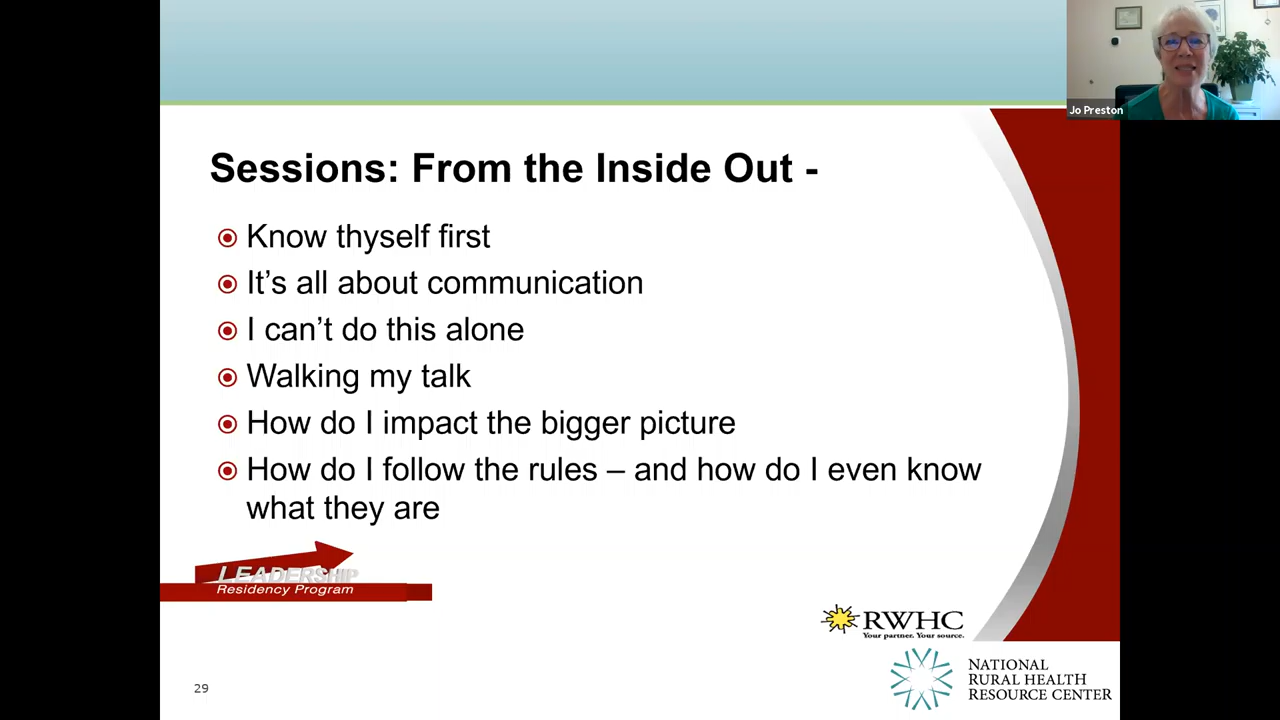 Jo Preston
Sessions: From the Inside Out -
Know thyself first
It's all about communication
I can't do this alone
Walking my talk
How do I impact the bigger picture
How do I follow the rules – and how do I even know
what they are
LEADERSHIP
Residency Program
RWHC
Your partner. Your source.
NATIONAL
RURAL HEALTH
RESOURCE CENTER
29